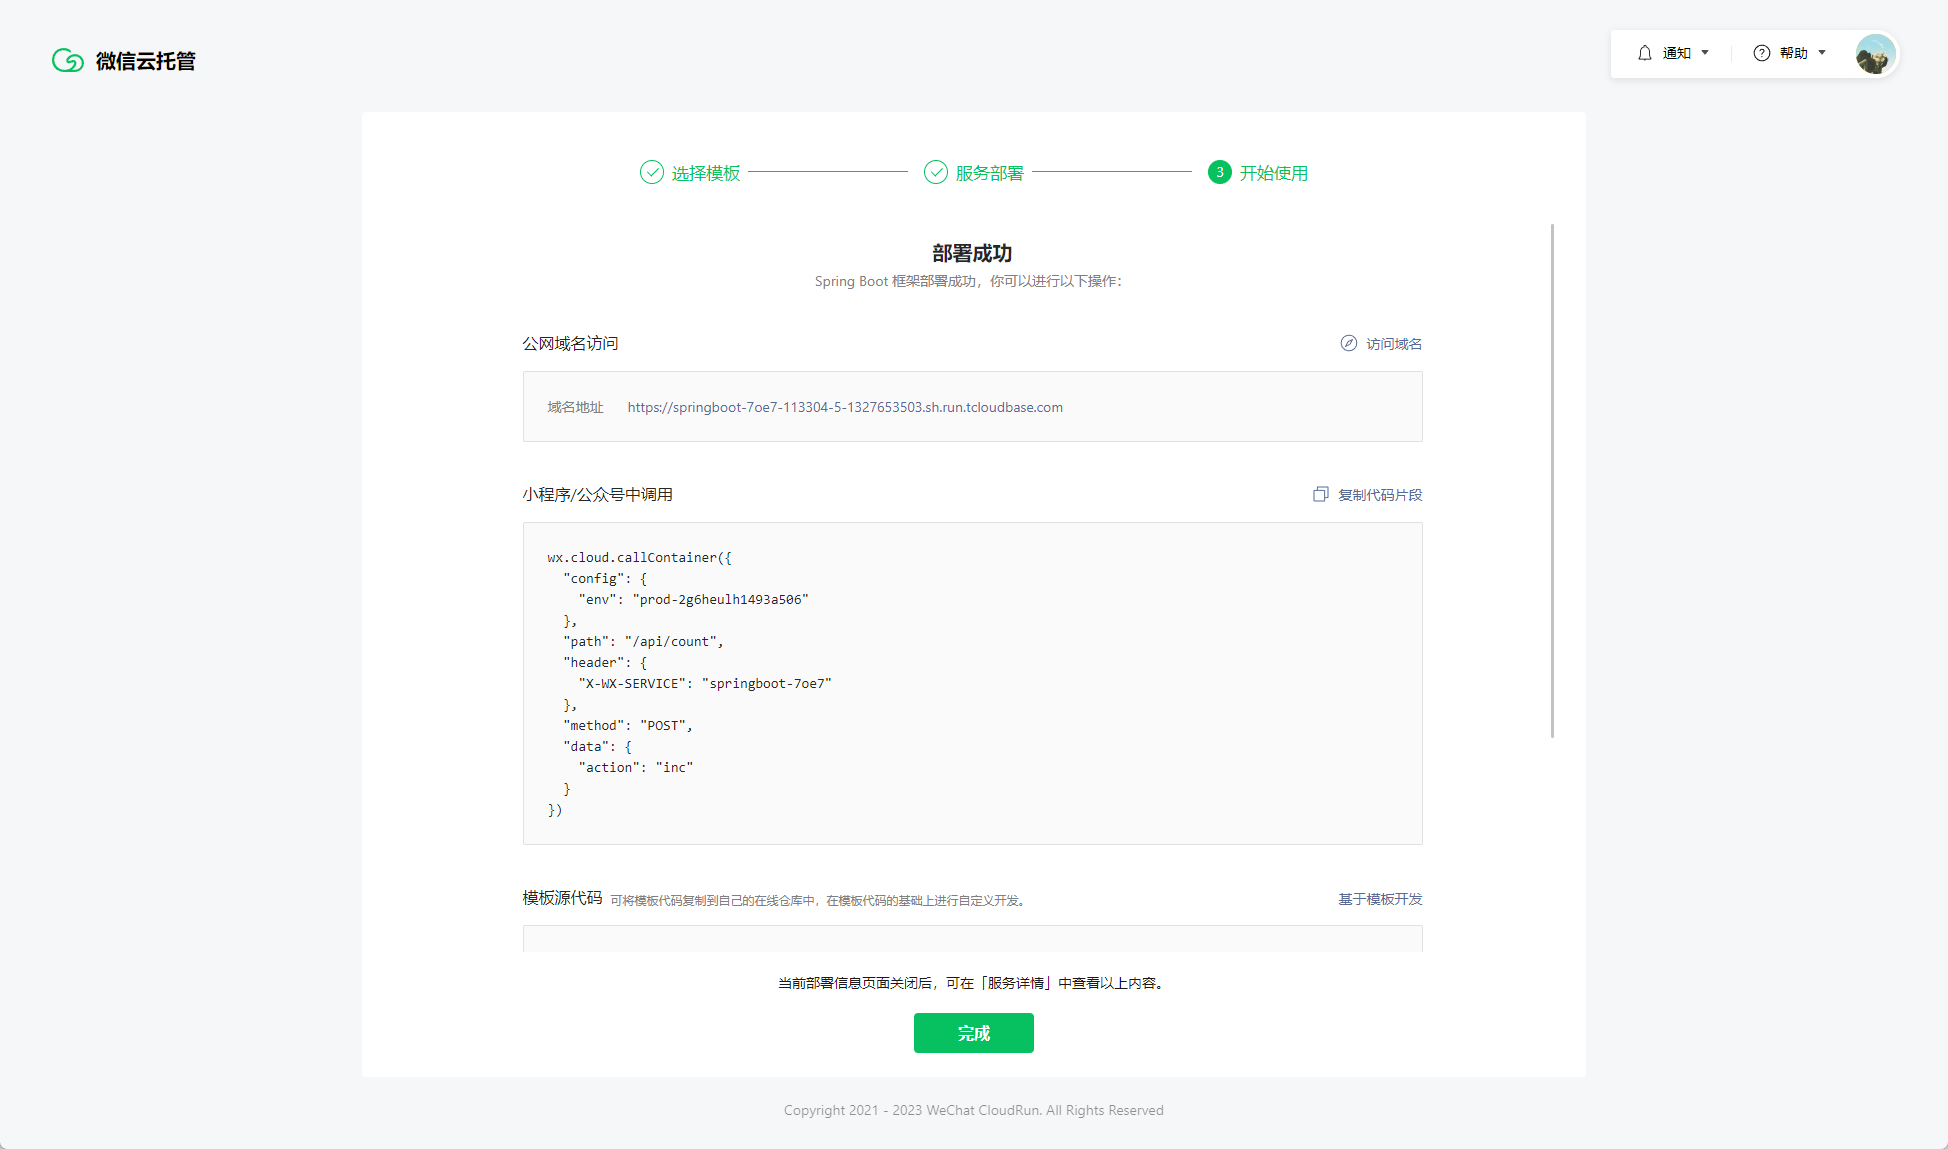 微信云托管
通知
帮助
选择模板
服务部署
3 开始使用
部署成功
Spring Boot 框架部署成功，你可以进行以下操作：
公网域名访问
访问域名
域名地址 https://springboot-7oe7-113304-5-1327653503.sh.run.tcloudbase.com
小程序/公众号中调用
复制代码片段
wx.cloud.callContainer({
  "config": {
    "env": "prod-2g6heulh1493a506"
  },
  "path": "/api/count",
  "header": {
    "X-WX-SERVICE": "springboot-7oe7"
  },
  "method": "POST",
  "data": {
    "action": "inc"
  }
})
模板源代码 可将模板代码复制到自己的在线仓库中，在模板代码的基础上进行自定义开发。
基于模板开发
当前部署信息页面关闭后，可在「服务详情」中查看以上内容。
完成
Copyright 2021 - 2023 WeChat CloudRun. All Rights Reserved